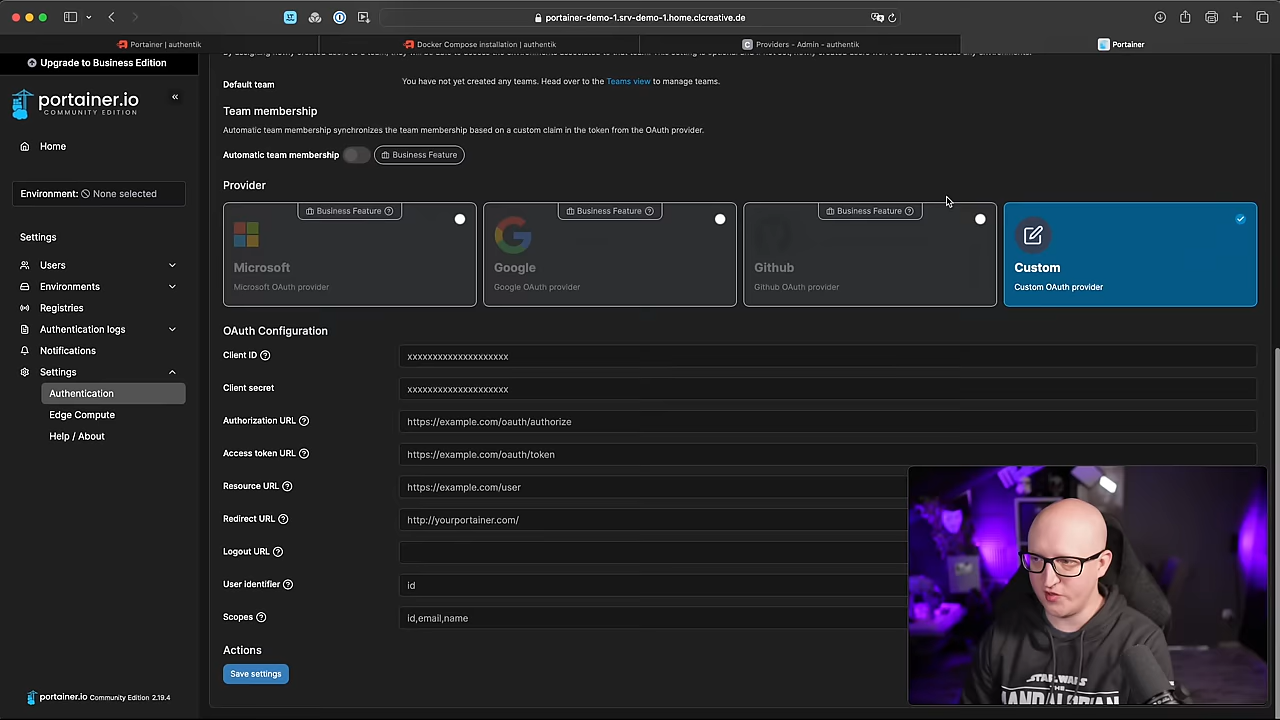 portainer-demo-1.srv-demo-1.home.clcreative.de
Portainer | authentik
Docker Compose installation | authentik
Providers - Admin - authentik
Portainer
Upgrade to Business Edition
portainer.io
COMMUNITY EDITION
Home
Environment: None selected
Settings
Users
Environments
Registries
Authentication logs
Notifications
Settings
Authentication
Edge Compute
Help / About
portainer.io Community Edition 2.19.4
Default team
You have not yet created any teams. Head over to the Teams view to manage teams.
Team membership
Automatic team membership synchronizes the team membership based on a custom claim in the token from the OAuth provider.
Automatic team membership
Business Feature
Provider
Business Feature
Microsoft
Microsoft OAuth provider
Business Feature
Google
Google OAuth provider
Business Feature
Github
Github OAuth provider
Custom
Custom OAuth provider
OAuth Configuration
Client ID
xxxxxxxxxxxxxxxxxxxx
Client secret
xxxxxxxxxxxxxxxxxxxx
Authorization URL
https://example.com/oauth/authorize
Access token URL
https://example.com/oauth/token
Resource URL
https://example.com/user
Redirect URL
http://yourportainer.com/
Logout URL
User identifier
id
Scopes
id,email,name
Actions
Save settings
STAR WARS
THE
MANDALORIAN